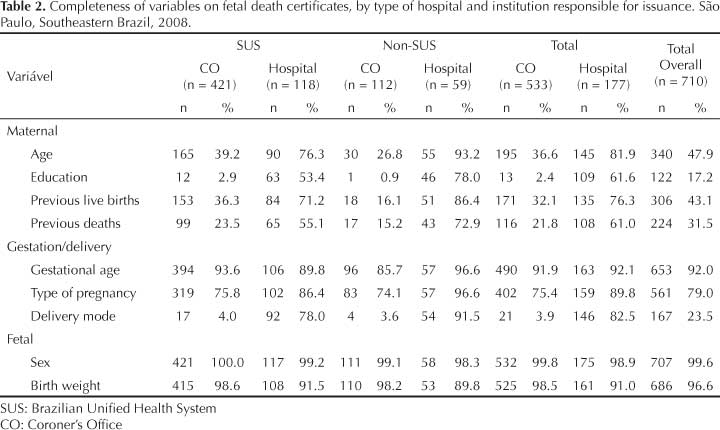 Table 2. Completeness of variables on fetal death certificates, by type of hospital and institution responsible for issuance. São
Paulo, Southeastern Brazil, 2008.
SUS Non-SUS Total Total
Variável CO Hospital CO Hospital CO Hospital Overall
(n = 421) (n = 118) (n = 112) (n = 59) (n = 533) (n = 177) (n = 710)
n % n % n % n % n % n % n %
Maternal
Age 165 39.2 90 76.3 30 26.8 55 93.2 195 36.6 145 81.9 340 47.9
Education 12 2.9 63 53.4 1 0.9 46 78.0 13 2.4 109 61.6 122 17.2
Previous live births 153 36.3 84 71.2 18 16.1 51 86.4 171 32.1 135 76.3 306 43.1
Previous deaths 99 23.5 65 55.1 17 15.2 43 72.9 116 21.8 108 61.0 224 31.5
Gestation/delivery
Gestational age 394 93.6 106 89.8 96 85.7 57 96.6 490 91.9 163 92.1 653 92.0
Type of pregnancy 319 75.8 102 86.4 83 74.1 57 96.6 402 75.4 159 89.8 561 79.0
Delivery mode 17 4.0 92 78.0 4 3.6 54 91.5 21 3.9 146 82.5 167 23.5
Fetal
Sex 421 100.0 117 99.2 111 99.1 58 98.3 532 99.8 175 98.9 707 99.6
Birth weight 415 98.6 108 91.5 110 98.2 53 89.8 525 98.5 161 91.0 686 96.6
SUS: Brazilian Unified Health System
CO: Coroner's Office